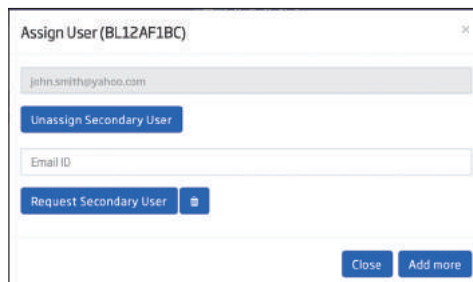 Assign User (BL12AF1BC)
×
john.smith@yahoo.com
Unassign Secondary User
Email ID
Request Secondary User
Close Add more